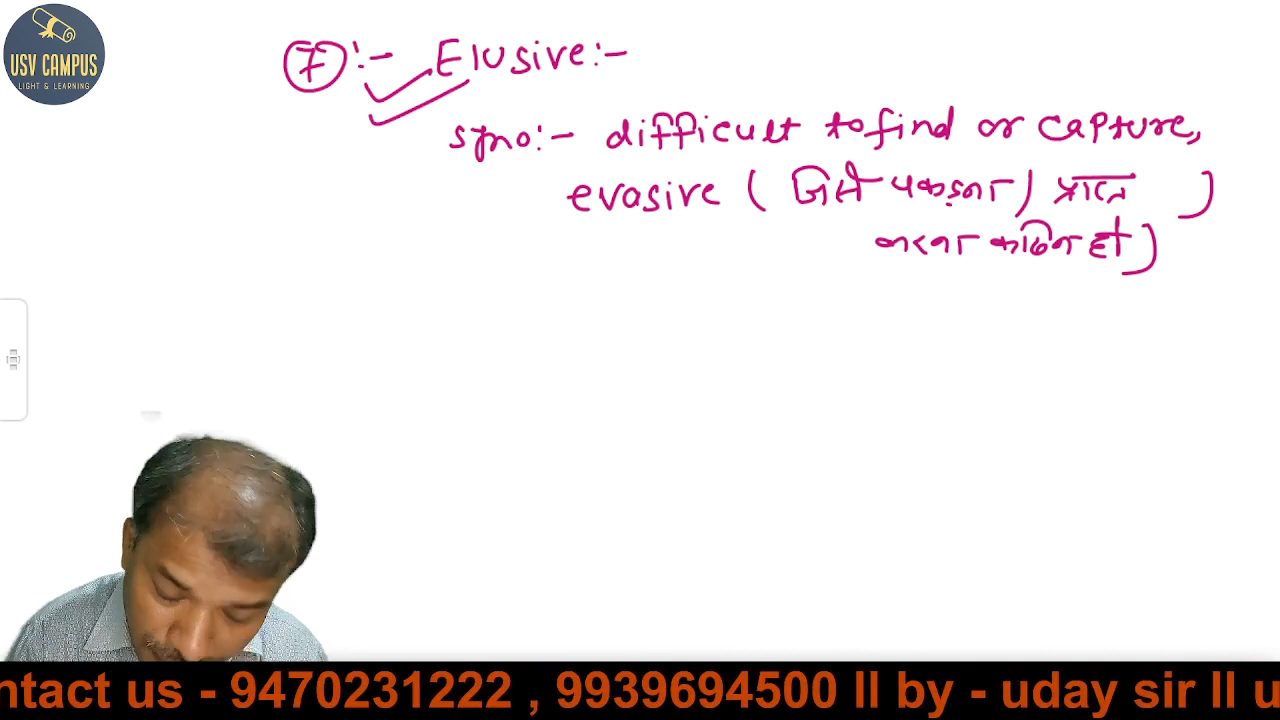 USV CAMPUS
LIGHT & LEARNING
7 :- Elusive:-
syno:- difficult to find or capture,
evasive ( जिसे पकड़ना / प्राप्त )
करना कठिन हो )
ntact us - 9470231222 , 9939694500 ll by - uday sir ll u